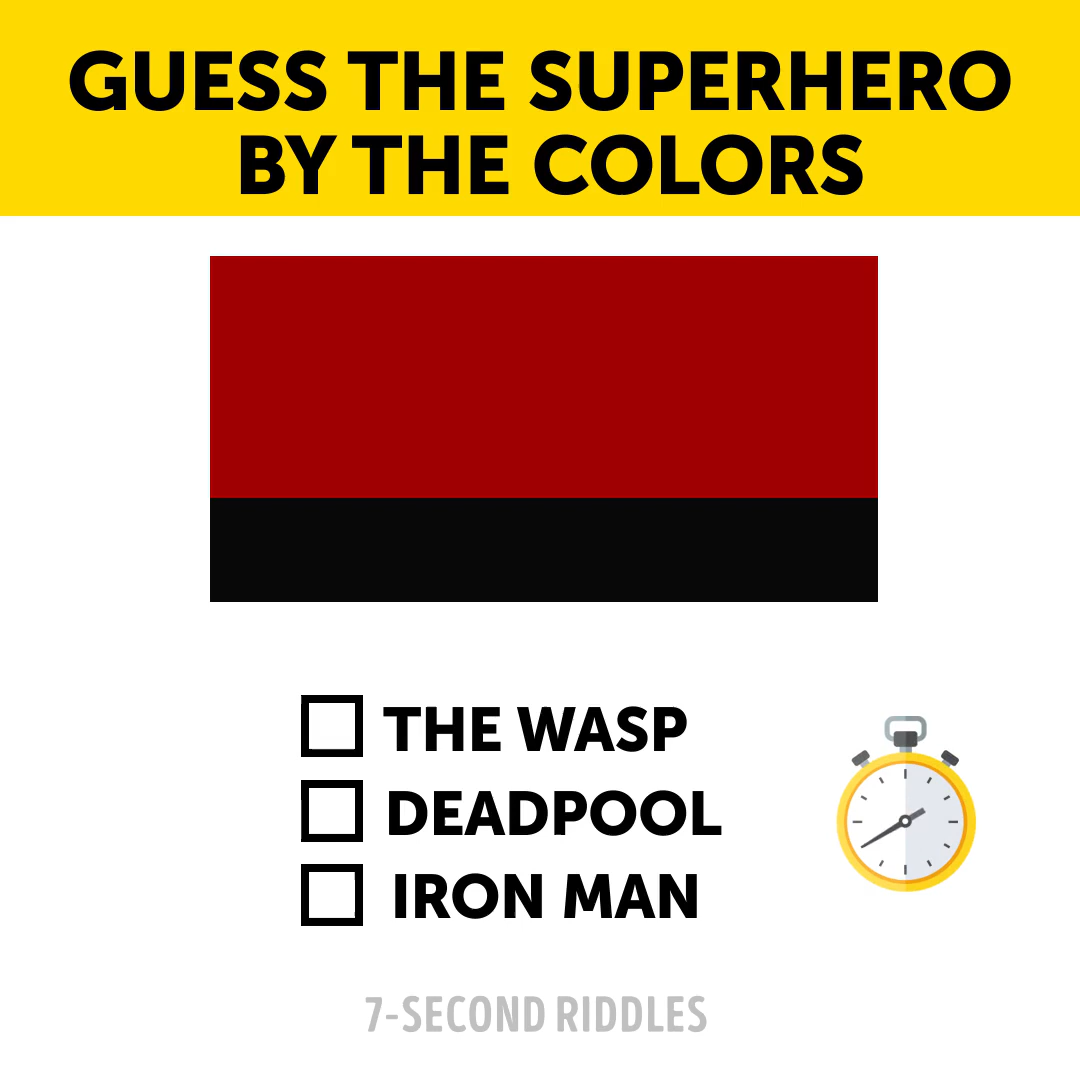 GUESS THE SUPERHERO
BY THE COLORS
THE WASP
DEADPOOL
IRON MAN
7-SECOND RIDDLES